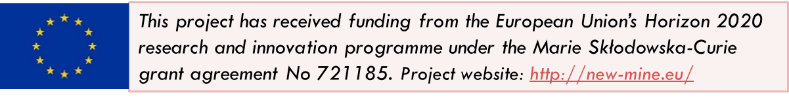 This project has received funding from the European Union's Horizon 2020
research and innovation programme under the Marie Skłodowska-Curie
grant agreement No 721185. Project website: http://new-mine.eu/